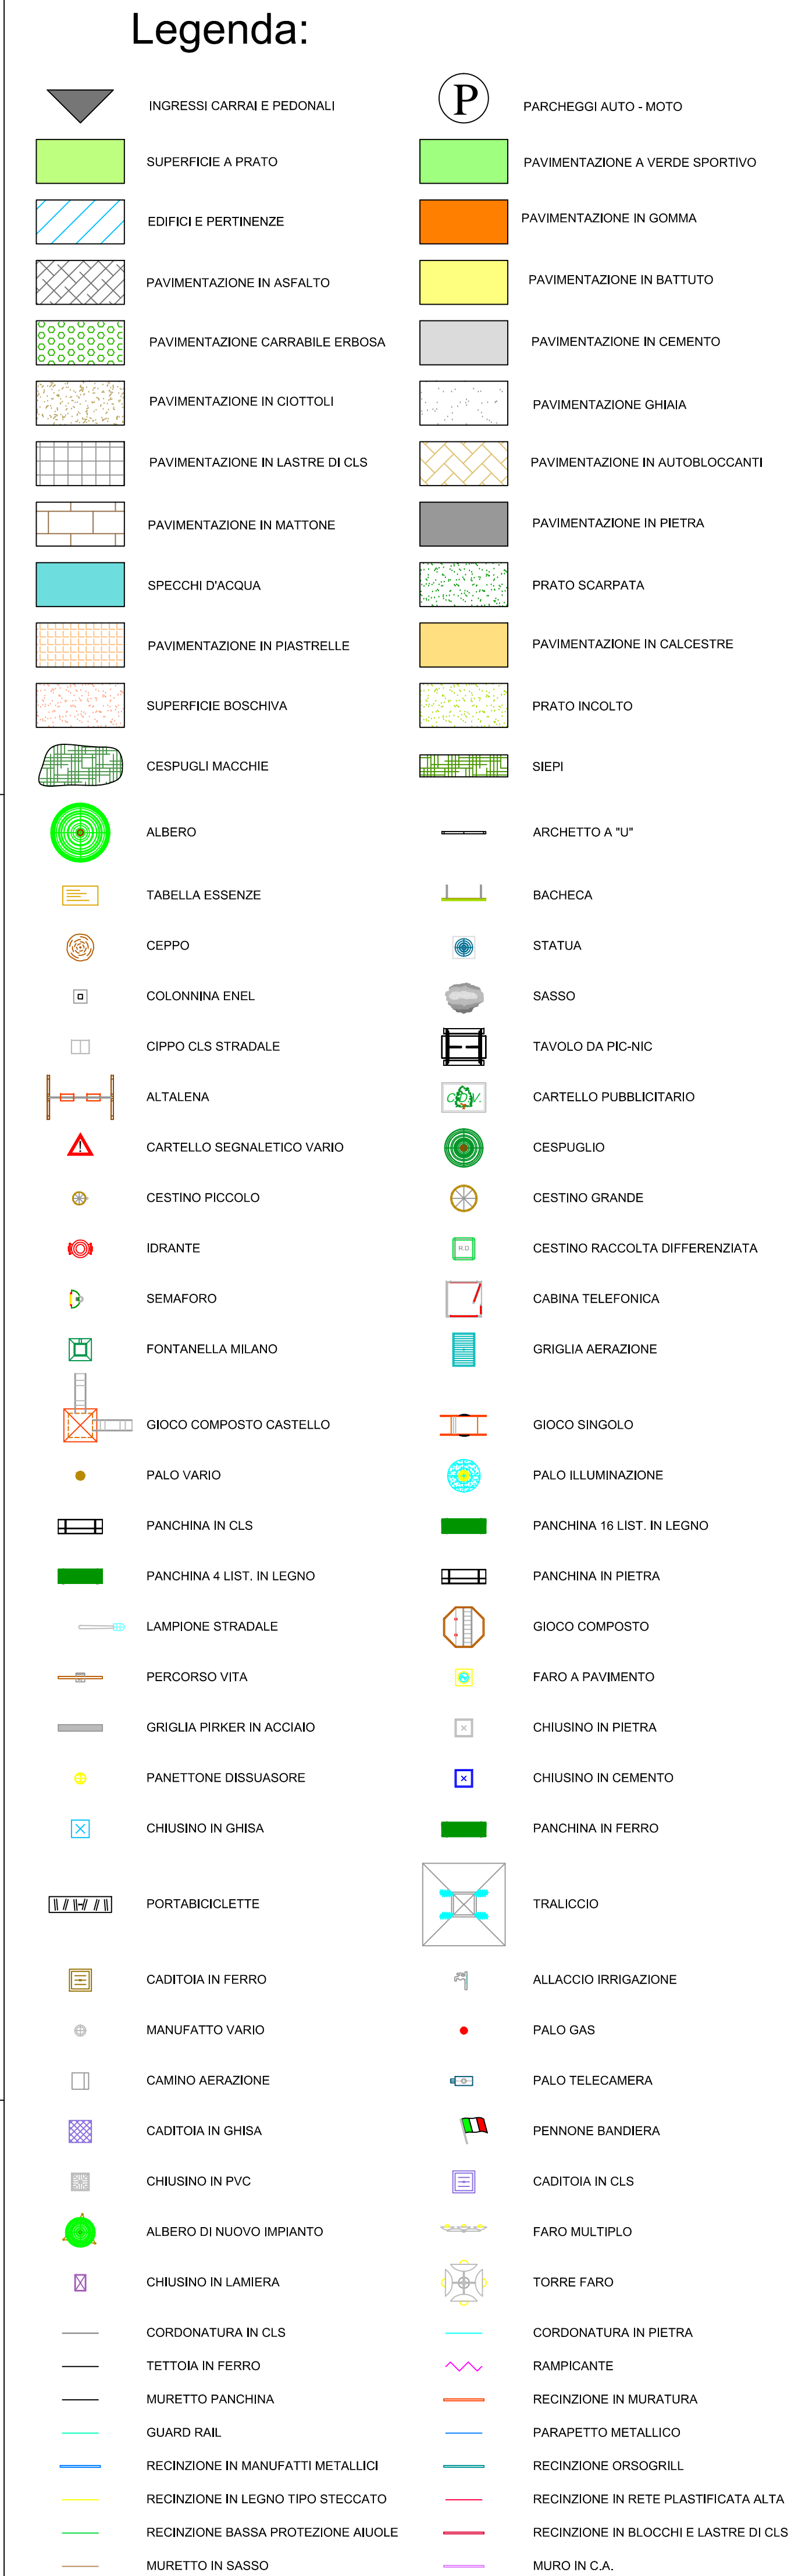 Legenda:
INGRESSI CARRAI E PEDONALI
P
PARCHEGGI AUTO - MOTO
SUPERFICIE A PRATO
PAVIMENTAZIONE A VERDE SPORTIVO
EDIFICI E PERTINENZE
PAVIMENTAZIONE IN GOMMA
PAVIMENTAZIONE IN ASFALTO
PAVIMENTAZIONE IN BATTUTO
PAVIMENTAZIONE CARRABILE ERBOSA
PAVIMENTAZIONE IN CEMENTO
PAVIMENTAZIONE IN CIOTTOLI
PAVIMENTAZIONE GHIAIA
PAVIMENTAZIONE IN LASTRE DI CLS
PAVIMENTAZIONE IN AUTOBLOCCANTI
PAVIMENTAZIONE IN MATTONE
PAVIMENTAZIONE IN PIETRA
SPECCHI D'ACQUA
PRATO SCARPATA
PAVIMENTAZIONE IN PIASTRELLE
PAVIMENTAZIONE IN CALCESTRE
SUPERFICIE BOSCHIVA
PRATO INCOLTO
CESPUGLI MACCHIE
SIEPI
ALBERO
ARCHETTO A "U"
TABELLA ESSENZE
BACHECA
CEPPO
STATUA
COLONNINA ENEL
SASSO
CIPPO CLS STRADALE
TAVOLO DA PIC-NIC
ALTALENA
C.D.V.
CARTELLO PUBBLICITARIO
!
CARTELLO SEGNALETICO VARIO
CESPUGLIO
CESTINO PICCOLO
CESTINO GRANDE
IDRANTE
R.D
CESTINO RACCOLTA DIFFERENZIATA
SEMAFORO
CABINA TELEFONICA
FONTANELLA MILANO
GRIGLIA AERAZIONE
GIOCO COMPOSTO CASTELLO
GIOCO SINGOLO
PALO VARIO
PALO ILLUMINAZIONE
PANCHINA IN CLS
PANCHINA 16 LIST. IN LEGNO
PANCHINA 4 LIST. IN LEGNO
PANCHINA IN PIETRA
LAMPIONE STRADALE
GIOCO COMPOSTO
PERCORSO VITA
FARO A PAVIMENTO
GRIGLIA PIRKER IN ACCIAIO
CHIUSINO IN PIETRA
PANETTONE DISSUASORE
CHIUSINO IN CEMENTO
CHIUSINO IN GHISA
PANCHINA IN FERRO
PORTABICICLETTE
TRALICCIO
CADITOIA IN FERRO
ALLACCIO IRRIGAZIONE
MANUFATTO VARIO
PALO GAS
CAMINO AERAZIONE
PALO TELECAMERA
CADITOIA IN GHISA
PENNONE BANDIERA
CHIUSINO IN PVC
CADITOIA IN CLS
ALBERO DI NUOVO IMPIANTO
FARO MULTIPLO
CHIUSINO IN LAMIERA
TORRE FARO
CORDONATURA IN CLS
CORDONATURA IN PIETRA
TETTOIA IN FERRO
RAMPICANTE
MURETTO PANCHINA
RECINZIONE IN MURATURA
GUARD RAIL
PARAPETTO METALLICO
RECINZIONE IN MANUFATTI METALLICI
RECINZIONE ORSOGRILL
RECINZIONE IN LEGNO TIPO STECCATO
RECINZIONE IN RETE PLASTIFICATA ALTA
RECINZIONE BASSA PROTEZIONE AIUOLE
RECINZIONE IN BLOCCHI E LASTRE DI CLS
MURETTO IN SASSO
MURO IN C.A.